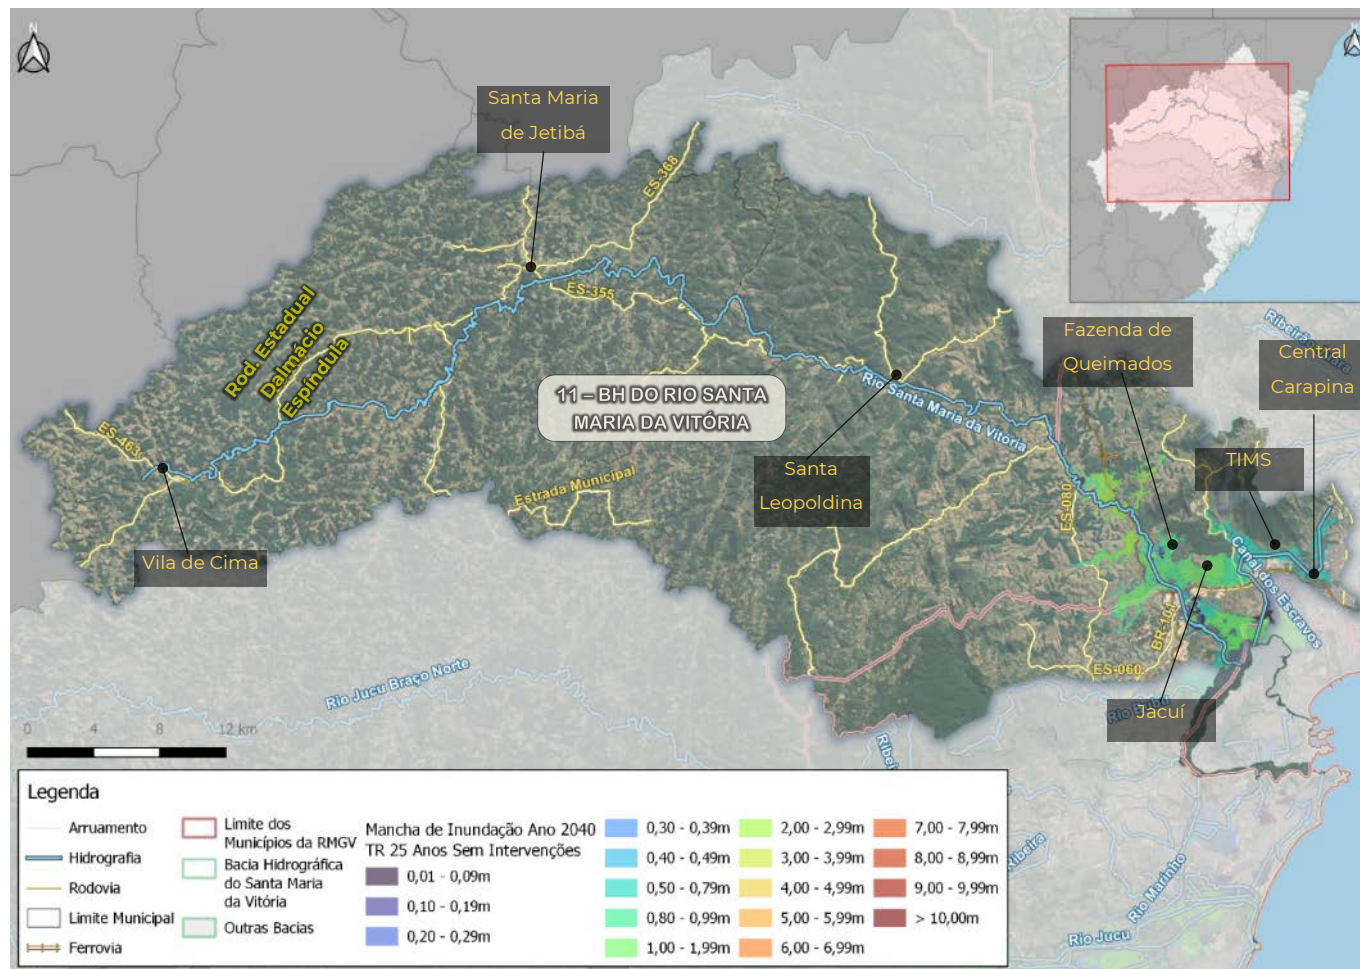 N
N
Santa Maria
de Jetibá
ES-368
ES-355
Rod. Estadual
Dalmácio
Espíndula
ES-463
Vila de Cima
11 – BH DO RIO SANTA
MARIA DA VITÓRIA
Estrada Municipal
Rio Santa Maria da Vitória
Santa
Leopoldina
Fazenda de
Queimados
Ribeirão
Central
Carapina
TIMS
ES-080
Canal dos Escravos
BR-101
ES-060
Jacuí
Rio Jucu Braço Norte
0 4 8 12 km
Ribeira
Rio Marinho
Rio Jucu
Legenda
Arruamento
Hidrografia
Rodovia
Limite Municipal
Ferrovia
Limite dos
Municípios da RMGV
Bacia Hidrográfica
do Santa Maria
da Vitória
Outras Bacias
Mancha de Inundação Ano 2040
TR 25 Anos Sem Intervenções
0,01 - 0,09m
0,10 - 0,19m
0,20 - 0,29m
0,30 - 0,39m
0,40 - 0,49m
0,50 - 0,79m
0,80 - 0,99m
1,00 - 1,99m
2,00 - 2,99m
3,00 - 3,99m
4,00 - 4,99m
5,00 - 5,99m
6,00 - 6,99m
7,00 - 7,99m
8,00 - 8,99m
9,00 - 9,99m
> 10,00m